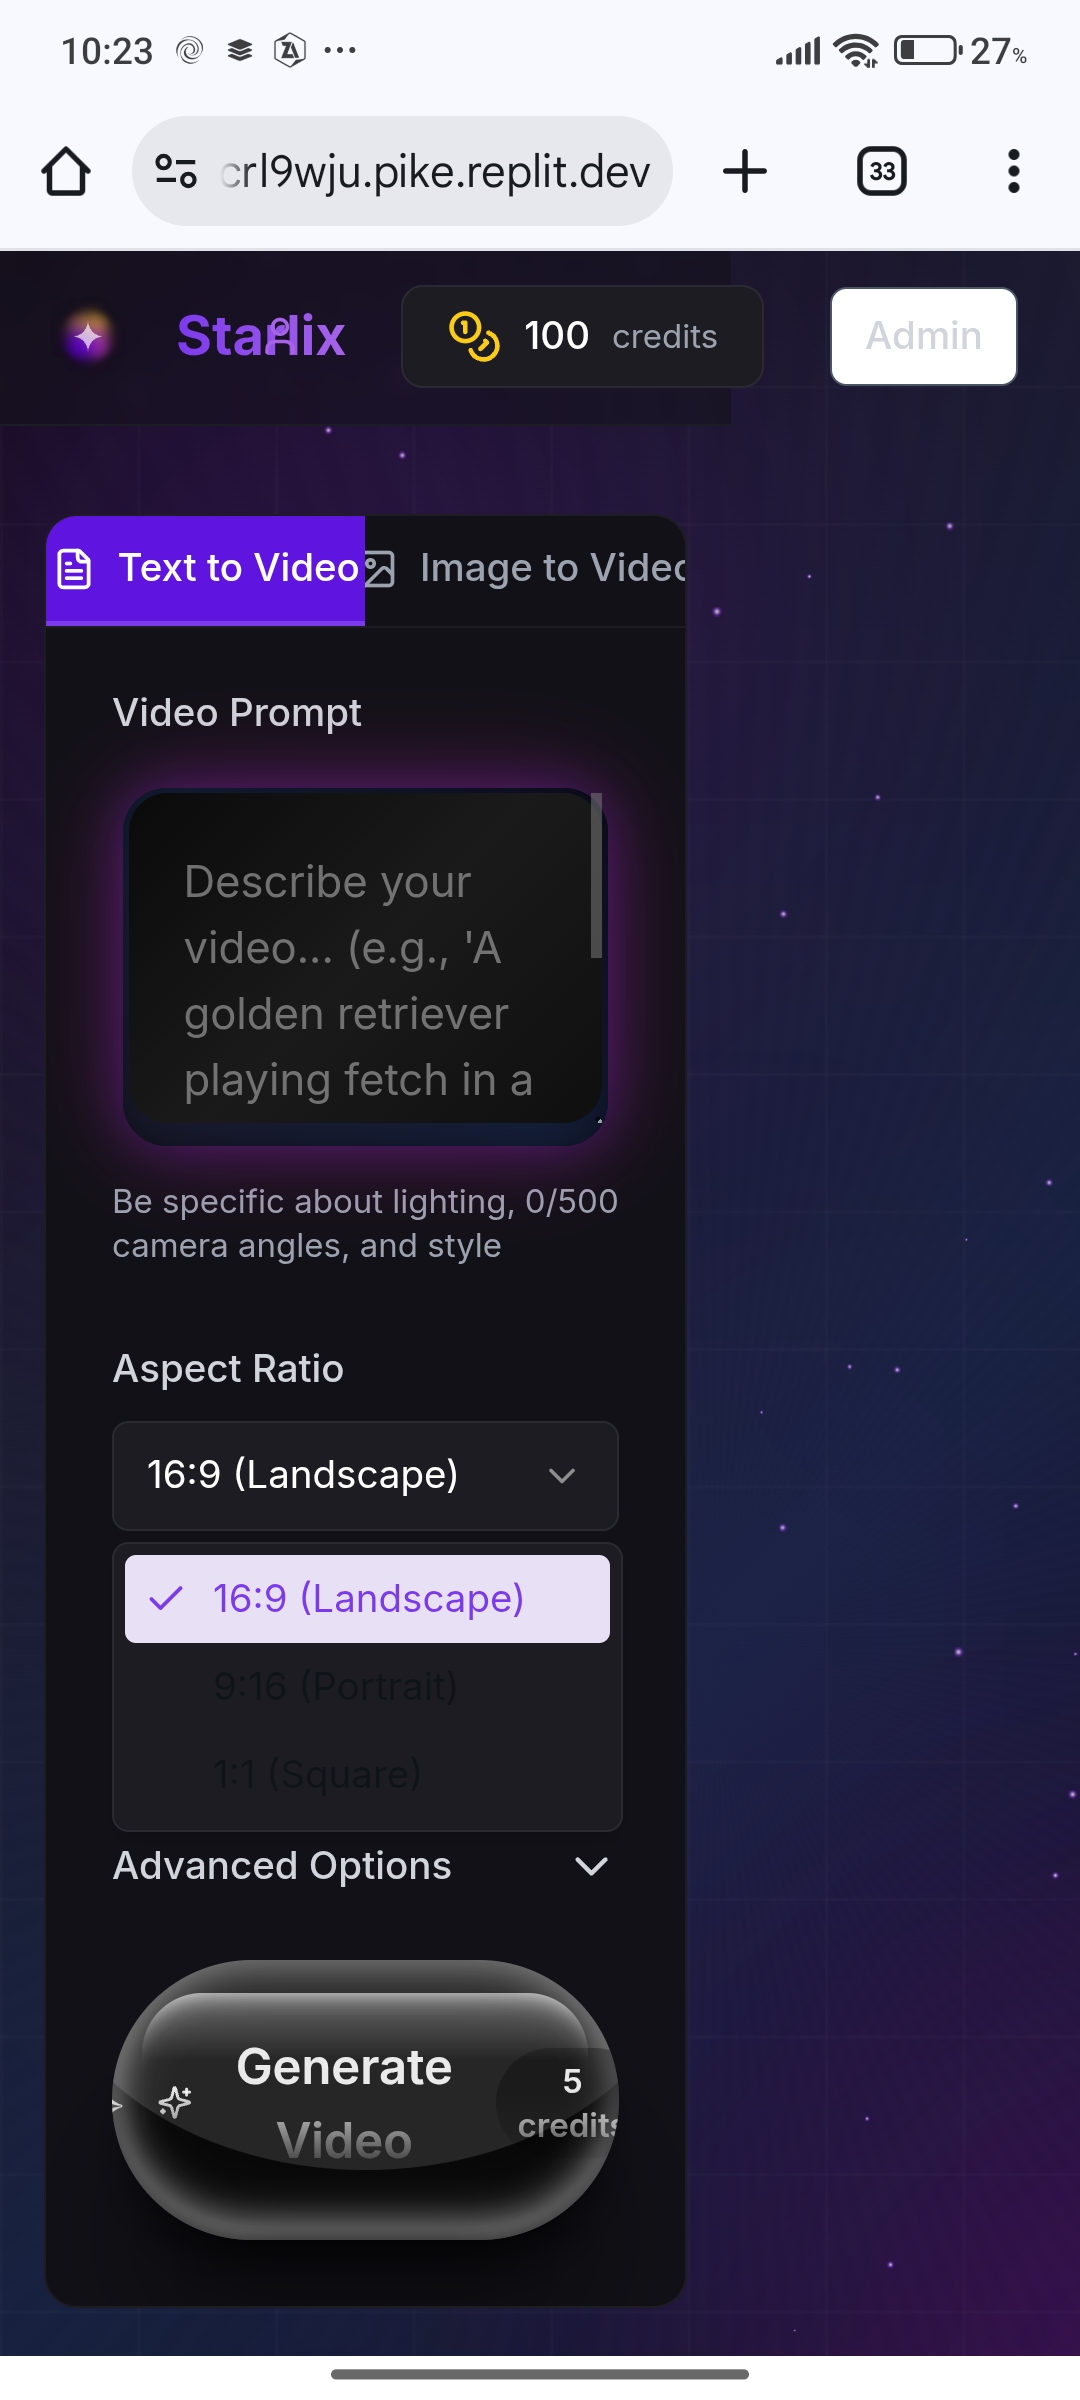 10:23
27%
crl9wju.pike.replit.dev
33
100 credits
Admin
Text to Video
Image to Video
Video Prompt
Describe your
video... (e.g., 'A
golden retriever
playing fetch in a
Be specific about lighting, 0/500
camera angles, and style
Aspect Ratio
16:9 (Landscape)
16:9 (Landscape)
9:16 (Portrait)
1:1 (Square)
Advanced Options
Generate
Video
5
credits